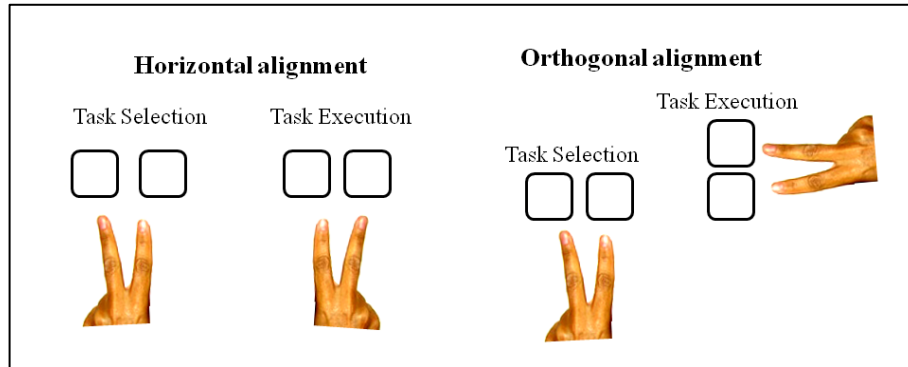 Horizontal alignment
Task Selection
Task Execution
Orthogonal alignment
Task Execution
Task Selection